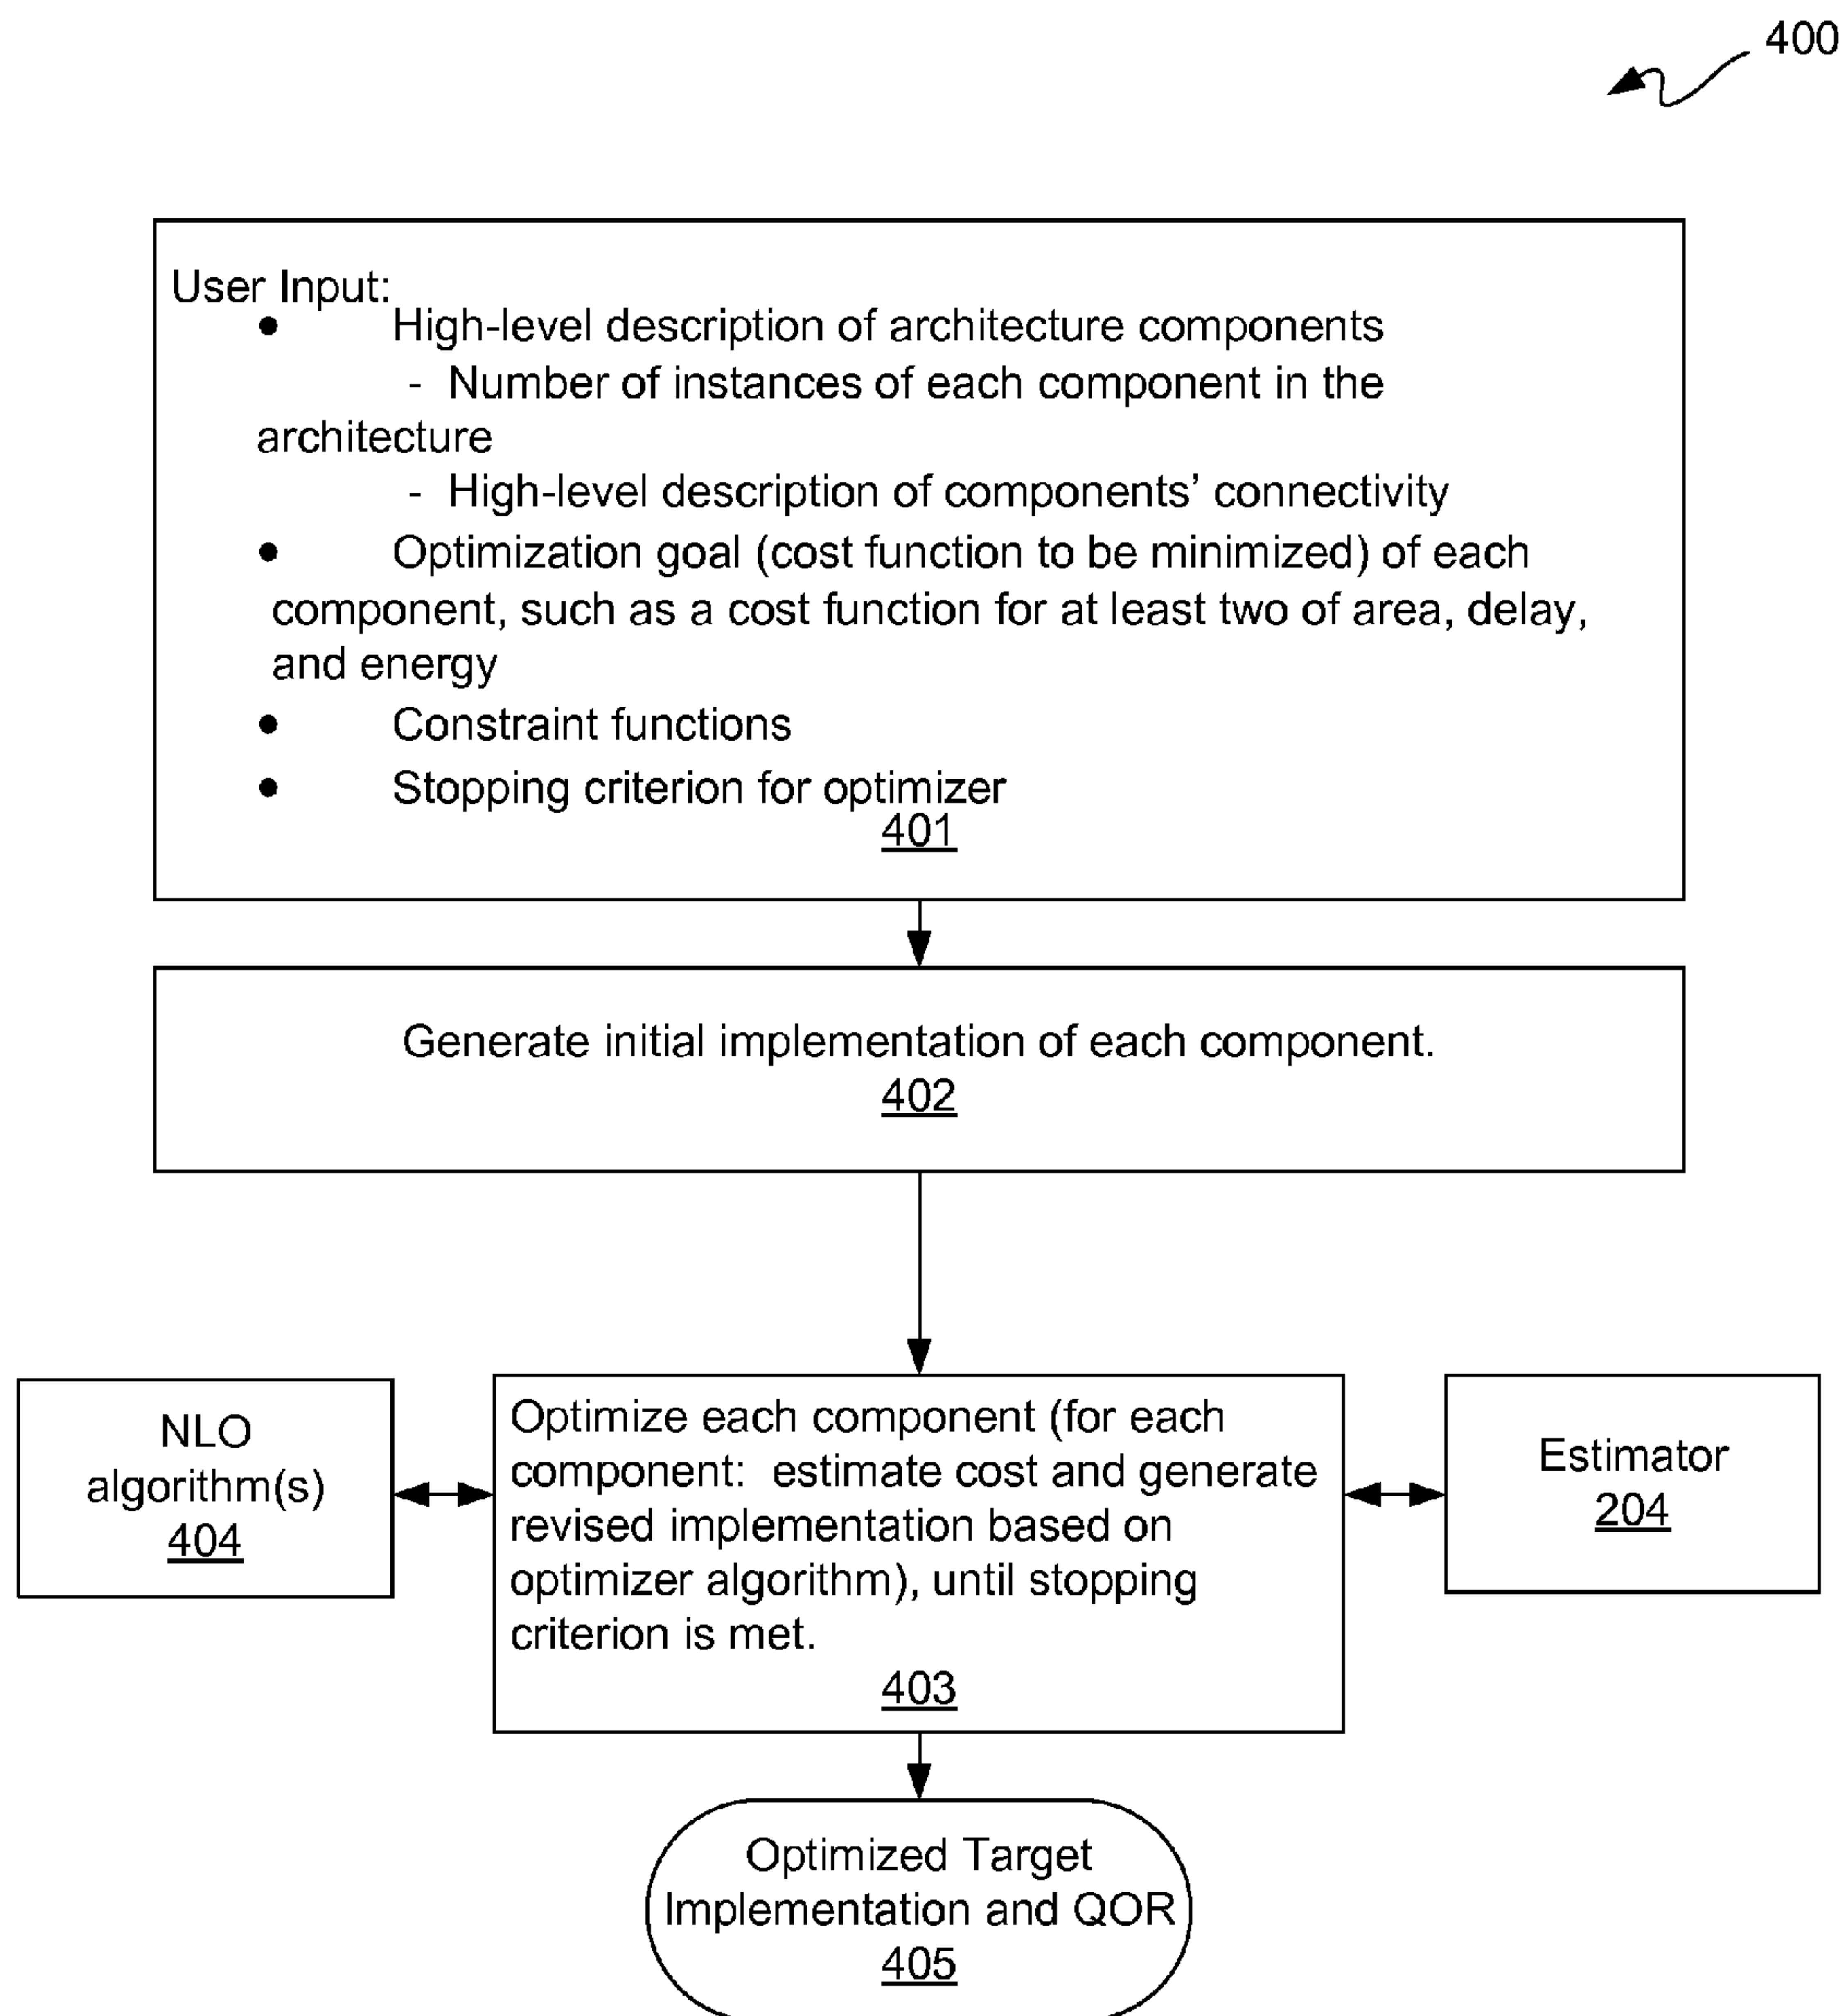 400
User Input:
● High-level description of architecture components
- Number of instances of each component in the
architecture
- High-level description of components’ connectivity
● Optimization goal (cost function to be minimized) of each
component, such as a cost function for at least two of area, delay,
and energy
● Constraint functions
● Stopping criterion for optimizer
401
Generate initial implementation of each component.
402
NLO
algorithm(s)
404
Optimize each component (for each
component: estimate cost and generate
revised implementation based on
optimizer algorithm), until stopping
criterion is met.
403
Estimator
204
Optimized Target
Implementation and QOR
405